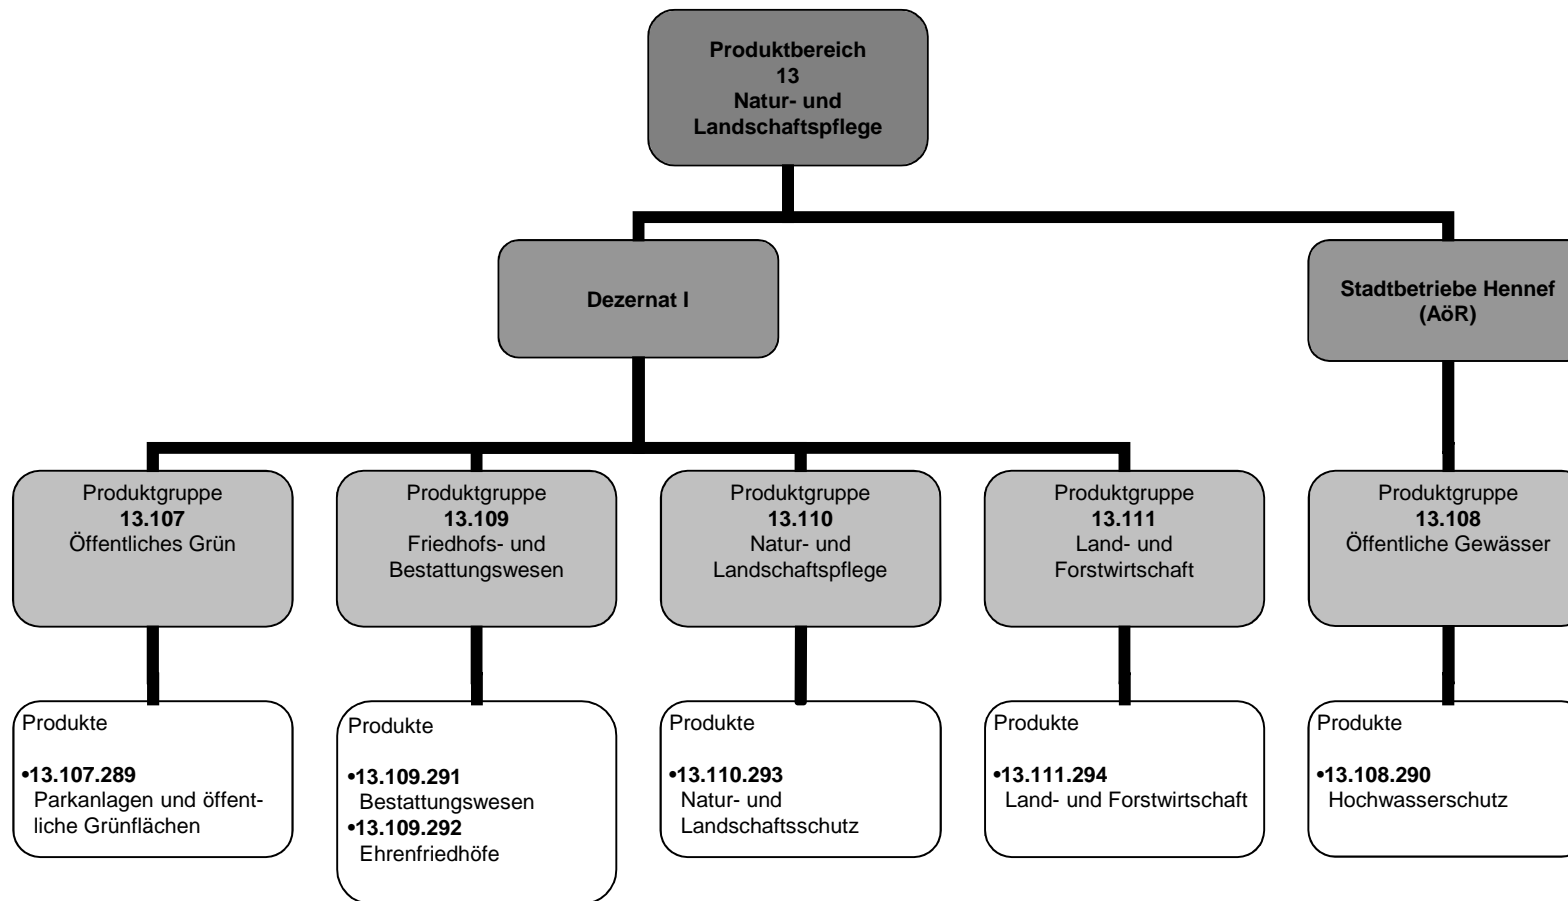 Produktbereich
13
Natur- und
Landschaftspflege
Dezernat I
Stadtbetriebe Hennef
(AöR)
Produktgruppe
13.107
Öffentliches Grün
Produktgruppe
13.109
Friedhofs- und
Bestattungswesen
Produktgruppe
13.110
Natur- und
Landschaftspflege
Produktgruppe
13.111
Land- und
Forstwirtschaft
Produktgruppe
13.108
Öffentliche Gewässer
Produkte
•13.107.289
Parkanlagen und öffent-
liche Grünflächen
Produkte
•13.109.291
Bestattungswesen
•13.109.292
Ehrenfriedhöfe
Produkte
•13.110.293
Natur- und
Landschaftsschutz
Produkte
•13.111.294
Land- und Forstwirtschaft
Produkte
•13.108.290
Hochwasserschutz